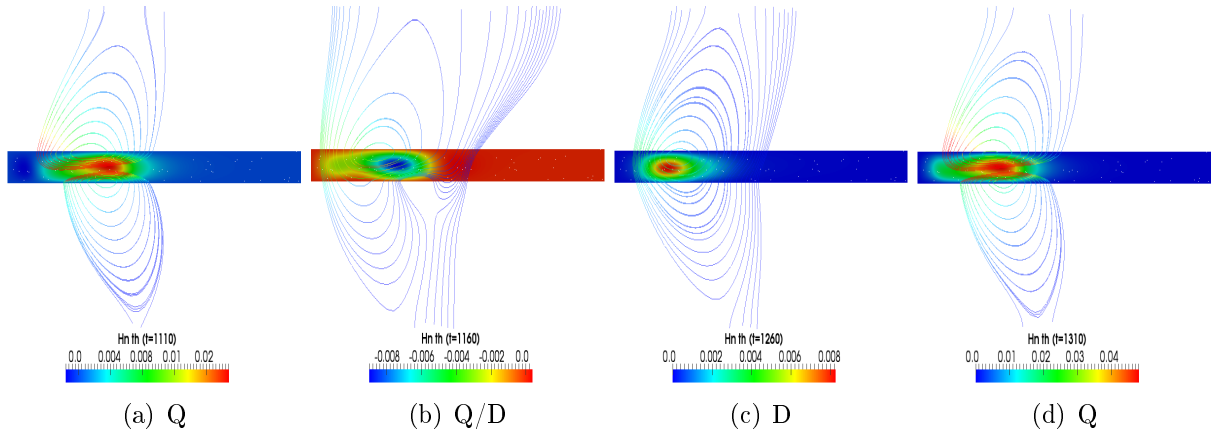 Hn th (t=1110)
0.0 0.004 0.008 0.01 0.02
(a) Q
Hn th (t=1160)
-0.008 -0.006 -0.004 -0.002 0.0
(b) Q/D
Hn th (t=1260)
0.0 0.002 0.004 0.006 0.008
(c) D
Hn th (t=1310)
0.0 0.01 0.02 0.03 0.04
(d) Q